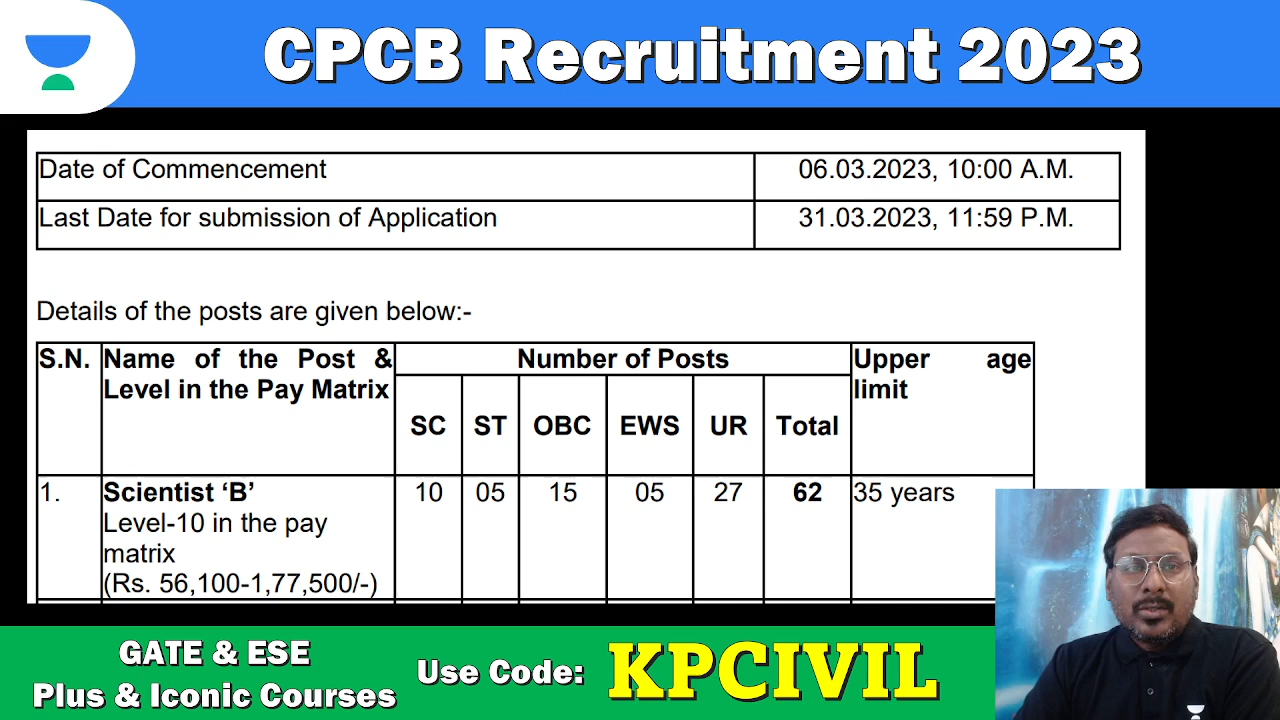 CPCB Recruitment 2023
Date of Commencement 06.03.2023, 10:00 A.M.
Last Date for submission of Application 31.03.2023, 11:59 P.M.
Details of the posts are given below:-
S.N. Name of the Post & Level in the Pay Matrix Number of Posts Upper age limit
SC ST OBC EWS UR Total
1. Scientist ‘B’ 10 05 15 05 27 62 35 years
Level-10 in the pay
matrix
(Rs. 56,100-1,77,500/-)
GATE & ESE
Plus & Iconic Courses
Use Code: KPCIVIL